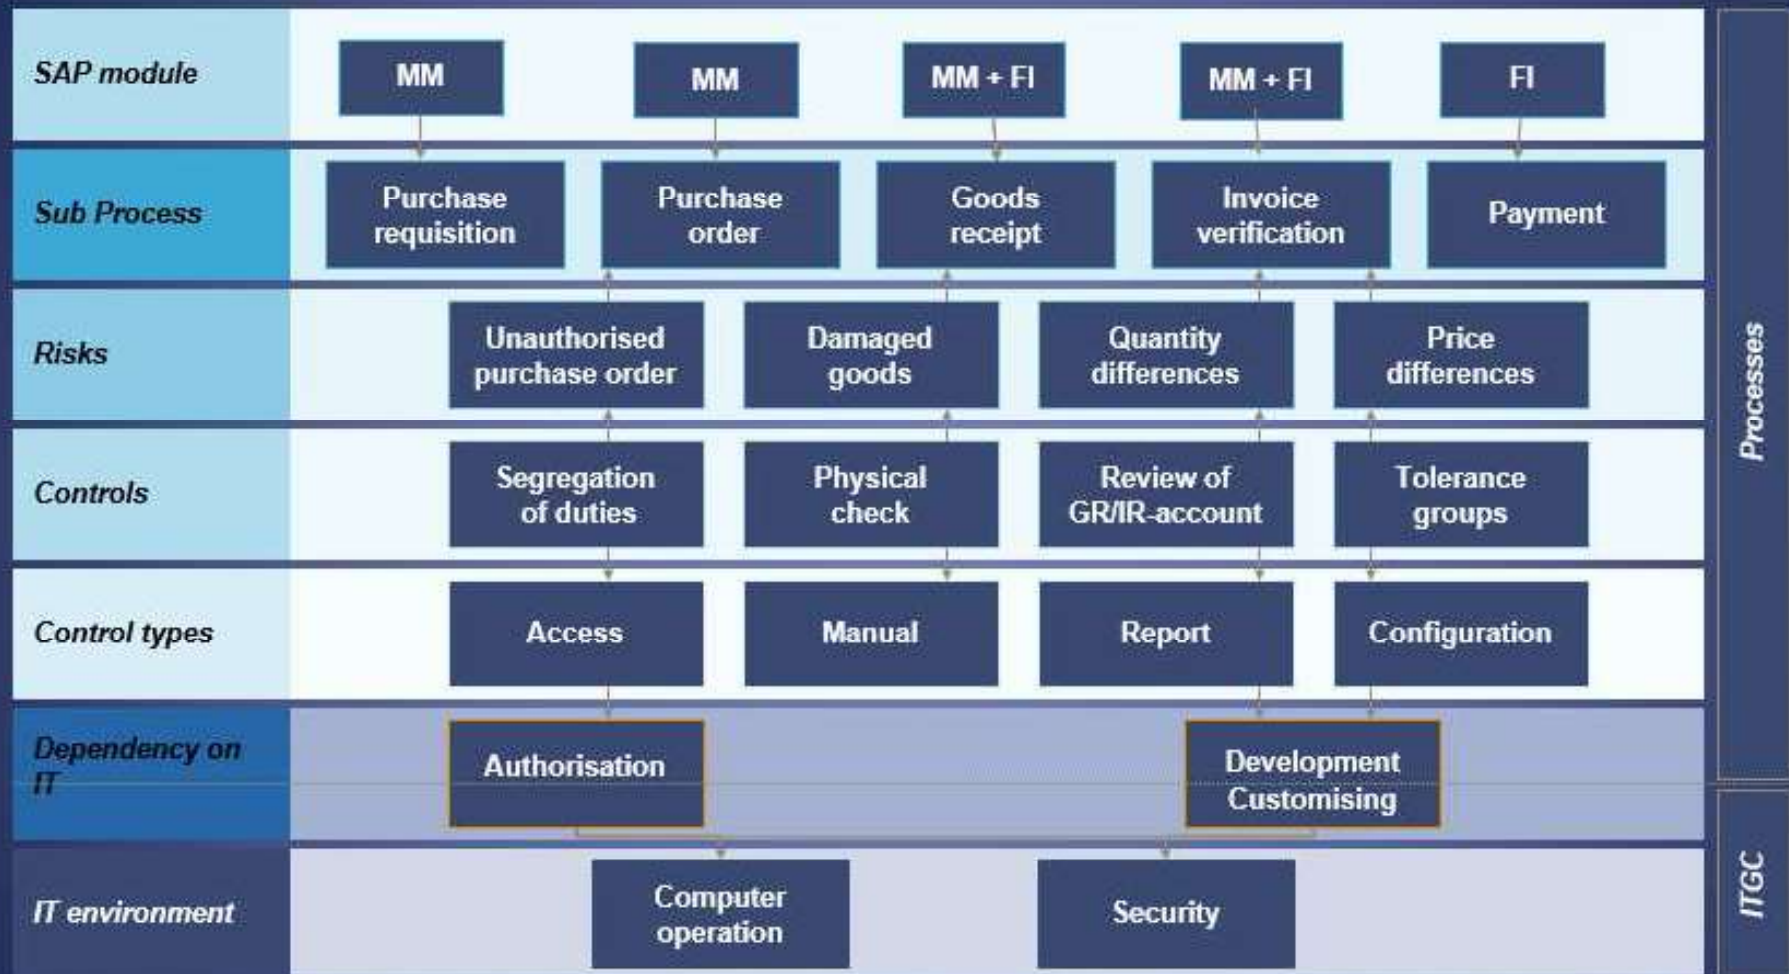 SAP module
MM
MM
MM + FI
MM + FI
FI
Sub Process
Purchase
requisition
Purchase
order
Goods
receipt
Invoice
verification
Payment
Risks
Unauthorised
purchase order
Damaged
goods
Quantity
differences
Price
differences
Controls
Segregation
of duties
Physical
check
Review of
GR/IR-account
Tolerance
groups
Control types
Access
Manual
Report
Configuration
Dependency on
IT
Authorisation
Development
Customising
IT environment
Computer
operation
Security
Processes
ITGC